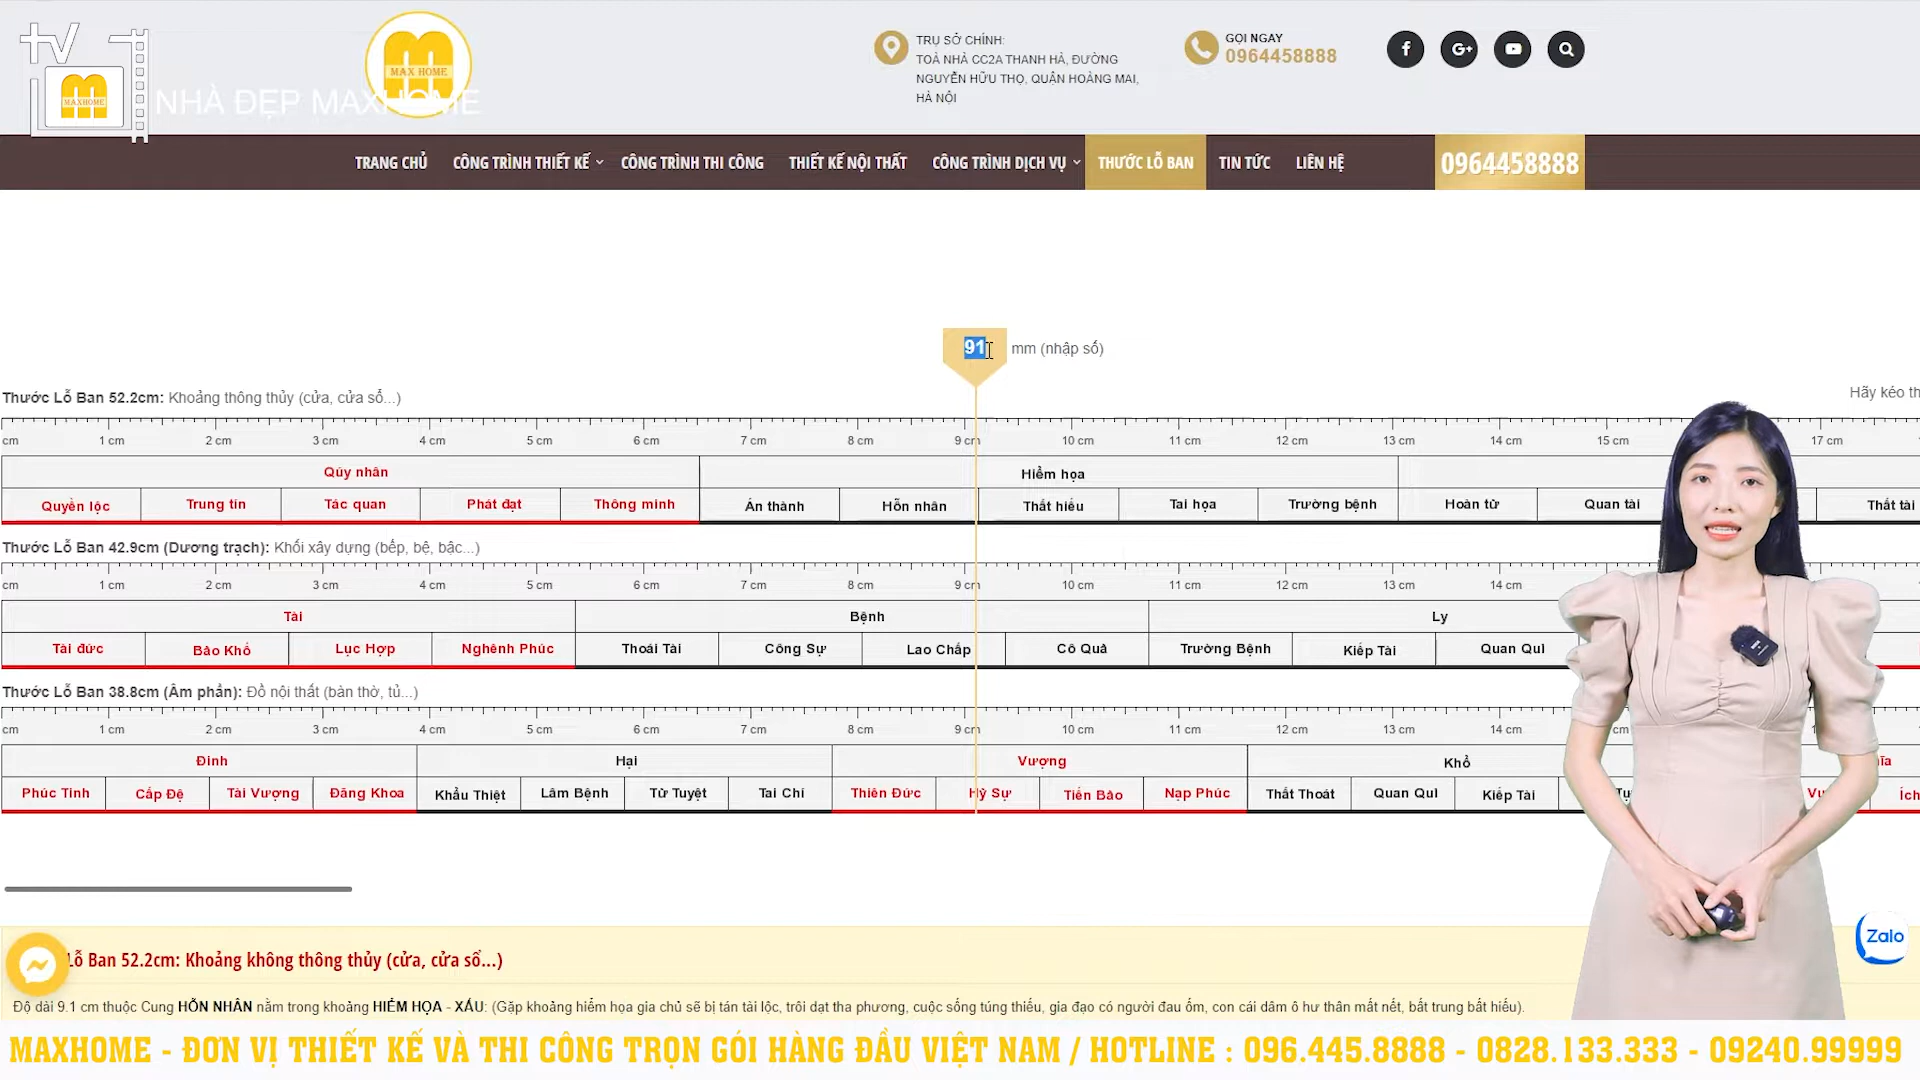 tv
MAXHOME
NHÀ ĐẸP MAXHOME
MAX HOME
TRỤ SỞ CHÍNH:
TOÀ NHÀ CC2A THANH HÀ, ĐƯỜNG
NGUYỄN HỮU THỌ, QUẬN HOÀNG MAI,
HÀ NỘI
GỌI NGAY
0964458888
f
G+
TRANG CHỦ CÔNG TRÌNH THIẾT KẾ CÔNG TRÌNH THI CÔNG THIẾT KẾ NỘI THẤT CÔNG TRÌNH DỊCH VỤ THƯỚC LỖ BAN TIN TỨC LIÊN HỆ 0964458888
91 mm (nhập số)
Hãy kéo th
Thước Lỗ Ban 52.2cm: Khoảng thông thủy (cửa, cửa sổ...)
cm 1 cm 2 cm 3 cm 4 cm 5 cm 6 cm 7 cm 8 cm 9 cm 10 cm 11 cm 12 cm 13 cm 14 cm 15 cm 17 cm
Qúy nhân Hiểm họa
Quyền lộc Trung tín Tác quan Phát đạt Thông minh Án thành Hỗn nhân Thất hiếu Tai họa Trường bệnh Hoàn tử Quan tài Thất tài
Thước Lỗ Ban 42.9cm (Dương trạch): Khối xây dựng (bếp, bệ, bậc...)
cm 1 cm 2 cm 3 cm 4 cm 5 cm 6 cm 7 cm 8 cm 9 cm 10 cm 11 cm 12 cm 13 cm 14 cm
Tài Bệnh Ly
Tài đức Bảo Khố Lục Hợp Nghênh Phúc Thoái Tài Công Sự Lao Chấp Cô Quả Trường Bệnh Kiếp Tài Quan Quỉ
Thước Lỗ Ban 38.8cm (Âm phần): Đồ nội thất (bàn thờ, tủ...)
cm 1 cm 2 cm 3 cm 4 cm 5 cm 6 cm 7 cm 8 cm 9 cm 10 cm 11 cm 12 cm 13 cm 14 cm cm
Đinh Hại Vượng Khổ
Phúc Tinh Cấp Đệ Tài Vượng Đăng Khoa Khẩu Thiệt Lâm Bệnh Tử Tuyệt Tai Chí Thiên Đức Hỷ Sự Tiến Bảo Nạp Phúc Thất Thoát Quan Quỉ Kiếp Tài
Lỗ Ban 52.2cm: Khoảng không thông thủy (cửa, cửa sổ...)
Zalo
Độ dài 9.1 cm thuộc Cung HỖN NHÂN nằm trong khoảng HIỂM HỌA - XẤU: (Gặp khoảng hiểm họa gia chủ sẽ bị tán tài lộc, trôi dạt tha phương, cuộc sống túng thiếu, gia đạo có người đau ốm, con cái dâm ô hư thân mất nết, bất trung bất hiếu).
MAXHOME - ĐƠN VỊ THIẾT KẾ VÀ THI CÔNG TRỌN GÓI HÀNG ĐẦU VIỆT NAM / HOTLINE : 096.445.8888 - 0828.133.333 - 09240.99999